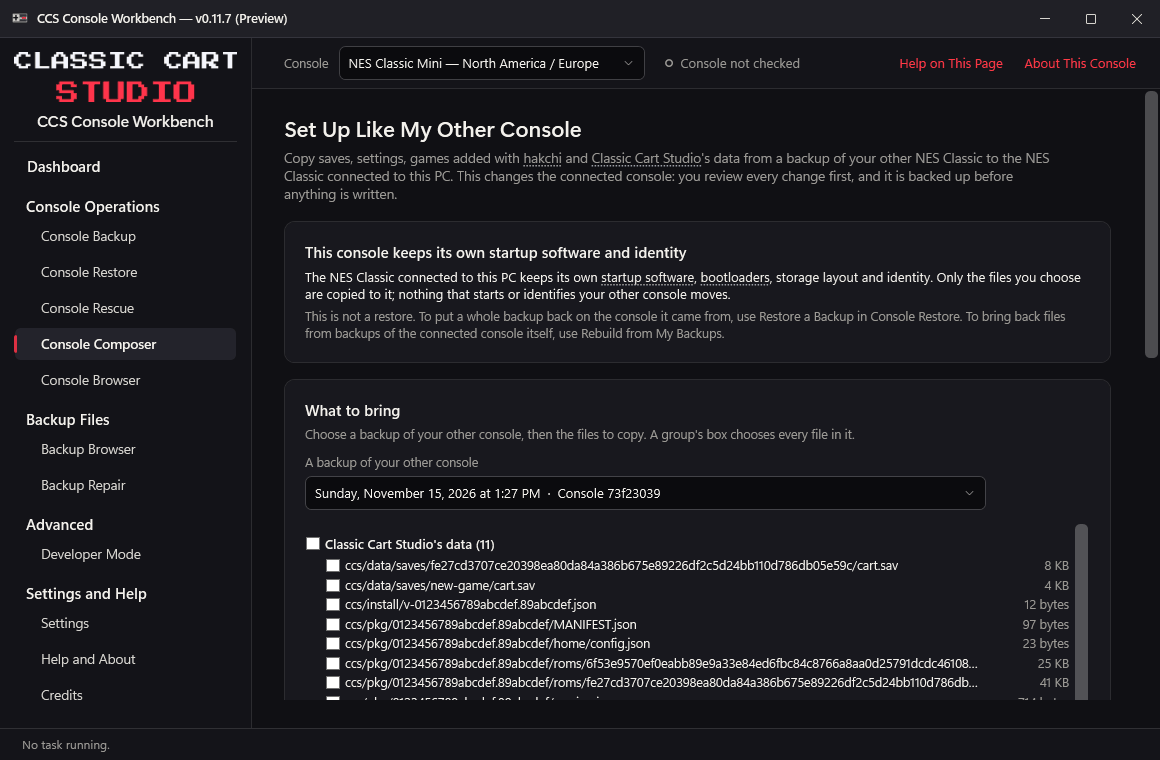 CCS Console Workbench — v0.11.7 (Preview)
CLASSIC CART
STUDIO
CCS Console Workbench
Dashboard
Console Operations
Console Backup
Console Restore
Console Rescue
Console Composer
Console Browser
Backup Files
Backup Browser
Backup Repair
Advanced
Developer Mode
Settings and Help
Settings
Help and About
Credits
Console NES Classic Mini — North America / Europe Console not checked Help on This Page About This Console
Set Up Like My Other Console
Copy saves, settings, games added with hakchi and Classic Cart Studio's data from a backup of your other NES Classic to the NES
Classic connected to this PC. This changes the connected console: you review every change first, and it is backed up before
anything is written.
This console keeps its own startup software and identity
The NES Classic connected to this PC keeps its own startup software, bootloaders, storage layout and identity. Only the files you choose
are copied to it; nothing that starts or identifies your other console moves.
This is not a restore. To put a whole backup back on the console it came from, use Restore a Backup in Console Restore. To bring back files
from backups of the connected console itself, use Rebuild from My Backups.
What to bring
Choose a backup of your other console, then the files to copy. A group's box chooses every file in it.
A backup of your other console
Sunday, November 15, 2026 at 1:27 PM · Console 73f23039
Classic Cart Studio's data (11)
ccs/data/saves/fe27cd3707ce20398ea80da84a386b675e89226df2c5d24bb110d786db05e59c/cart.sav 8 KB
ccs/data/saves/new-game/cart.sav 4 KB
ccs/install/v-0123456789abcdef.89abcdef.json 12 bytes
ccs/pkg/0123456789abcdef.89abcdef/MANIFEST.json 97 bytes
ccs/pkg/0123456789abcdef.89abcdef/home/config.json 23 bytes
ccs/pkg/0123456789abcdef.89abcdef/roms/6f53e9570ef0eabb89e9a33e84ed6fbc84c8766a8aa0d25791dcdc46108... 25 KB
ccs/pkg/0123456789abcdef.89abcdef/roms/fe27cd3707ce20398ea80da84a386b675e89226df2c5d24bb110d786db... 41 KB
No task running.